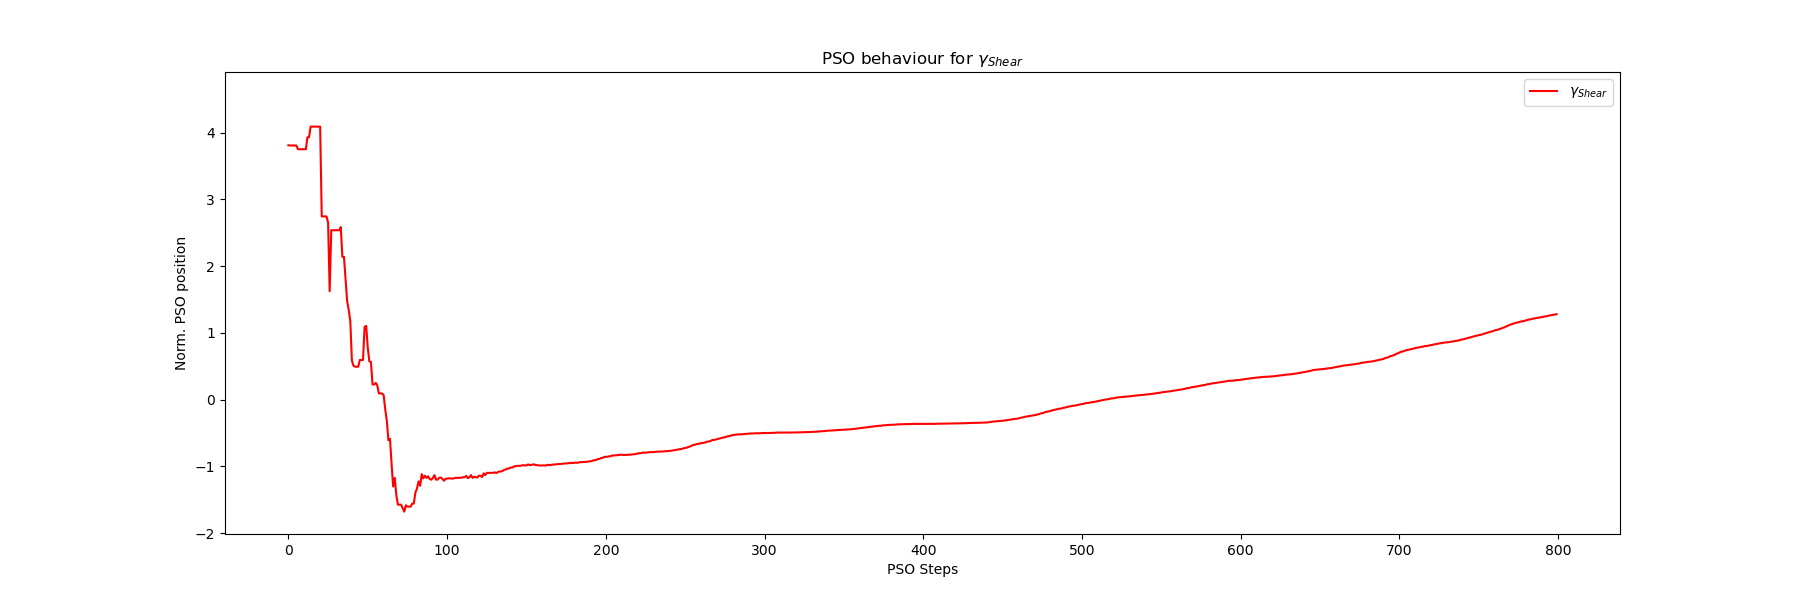 PSO behaviour for γShear
γShear
Norm. PSO position
4
3
2
1
0
−1
−2
0 100 200 300 400 500 600 700 800
PSO Steps